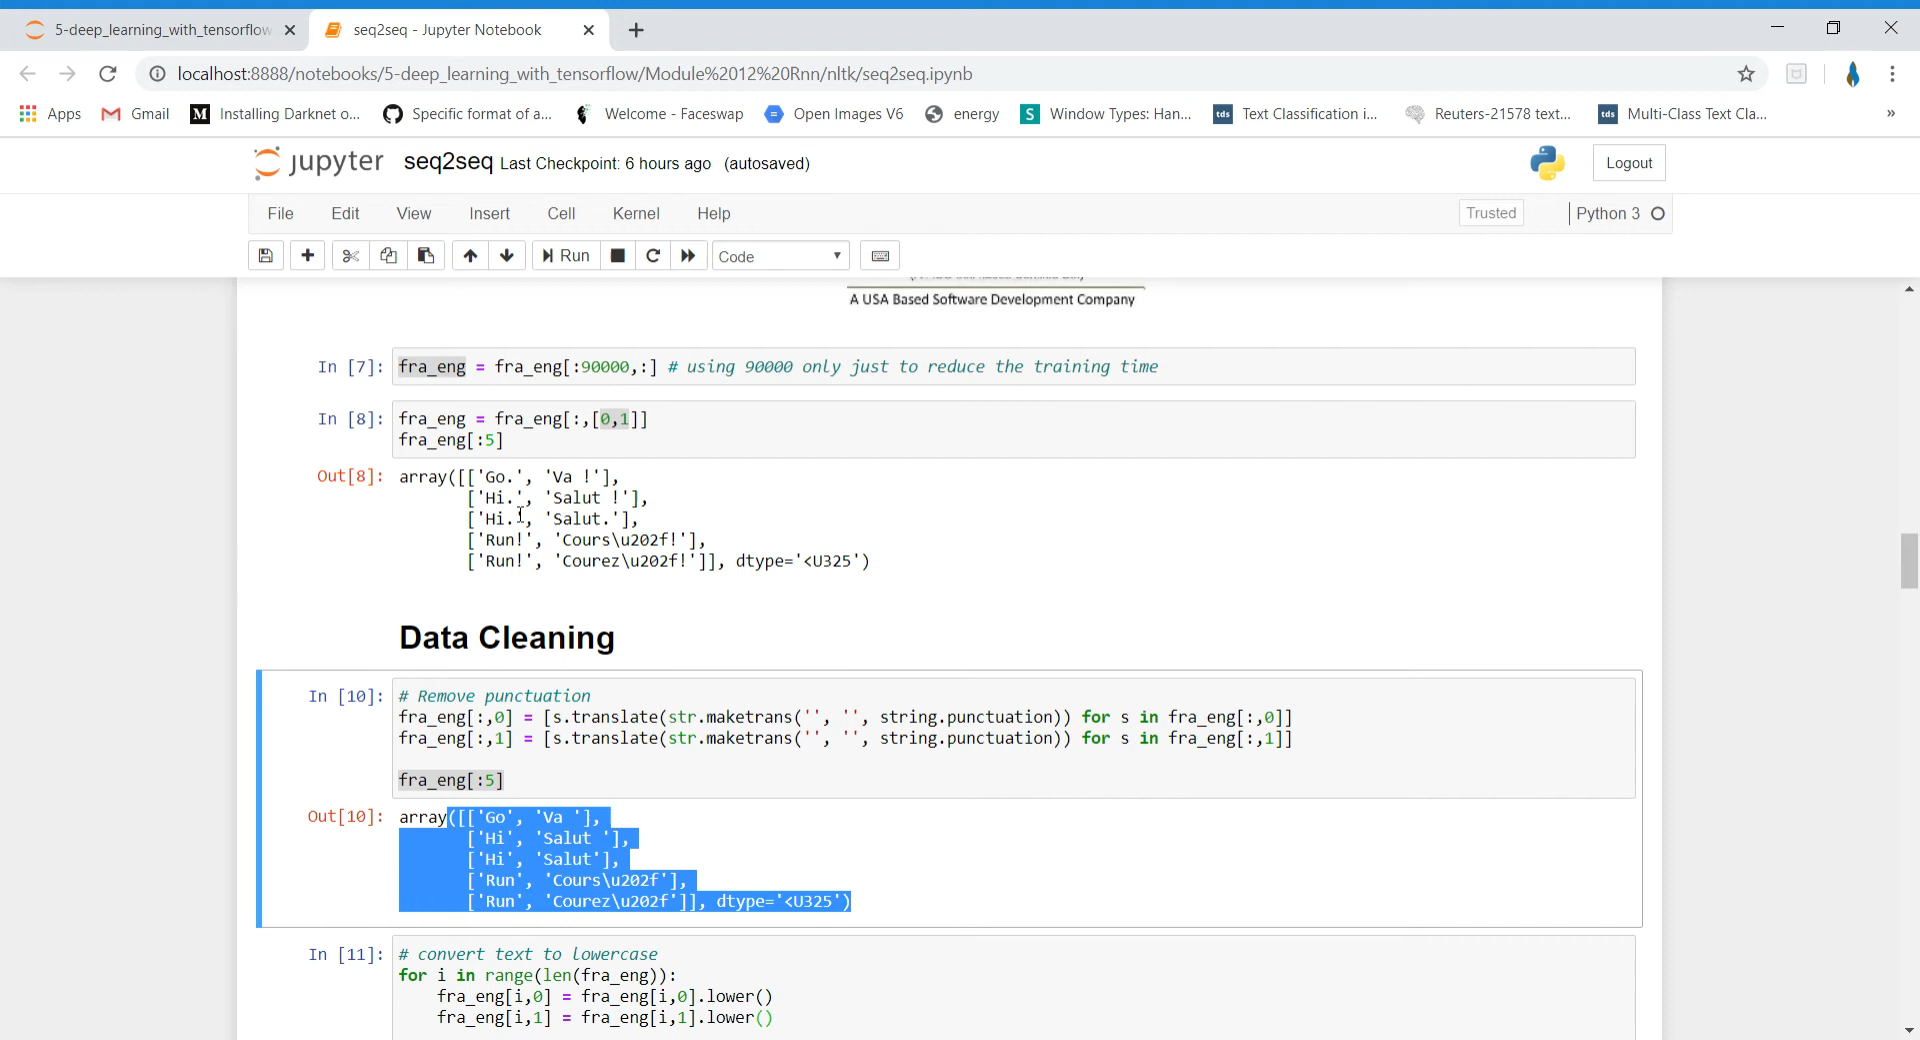 5-deep_learning_with_tensorflow
seq2seq - Jupyter Notebook
localhost:8888/notebooks/5-deep_learning_with_tensorflow/Module%2012%20Rnn/nltk/seq2seq.ipynb
Apps Gmail Installing Darknet o... Specific format of a... Welcome - Faceswap Open Images V6 energy Window Types: Han... Text Classification i... Reuters-21578 text... Multi-Class Text Cla... »
jupyter seq2seq Last Checkpoint: 6 hours ago (autosaved) Logout
File Edit View Insert Cell Kernel Help Trusted Python 3
Run Code
A USA Based Software Development Company
In [7]: fra_eng = fra_eng[:90000,:] # using 90000 only just to reduce the training time
In [8]: fra_eng = fra_eng[:,[0,1]]
fra_eng[:5]
Out[8]: array([['Go.', 'Va !'],
['Hi.', 'Salut !'],
['Hi.', 'Salut.'],
['Run!', 'Cours\u202f!'],
['Run!', 'Courez\u202f!']], dtype='<U325')
Data Cleaning
In [10]: # Remove punctuation
fra_eng[:,0] = [s.translate(str.maketrans('', '', string.punctuation)) for s in fra_eng[:,0]]
fra_eng[:,1] = [s.translate(str.maketrans('', '', string.punctuation)) for s in fra_eng[:,1]]
fra_eng[:5]
Out[10]: array([['Go', 'Va '],
['Hi', 'Salut '],
['Hi', 'Salut'],
['Run', 'Cours\u202f'],
['Run', 'Courez\u202f']], dtype='<U325')
In [11]: # convert text to lowercase
for i in range(len(fra_eng)):
fra_eng[i,0] = fra_eng[i,0].lower()
fra_eng[i,1] = fra_eng[i,1].lower()